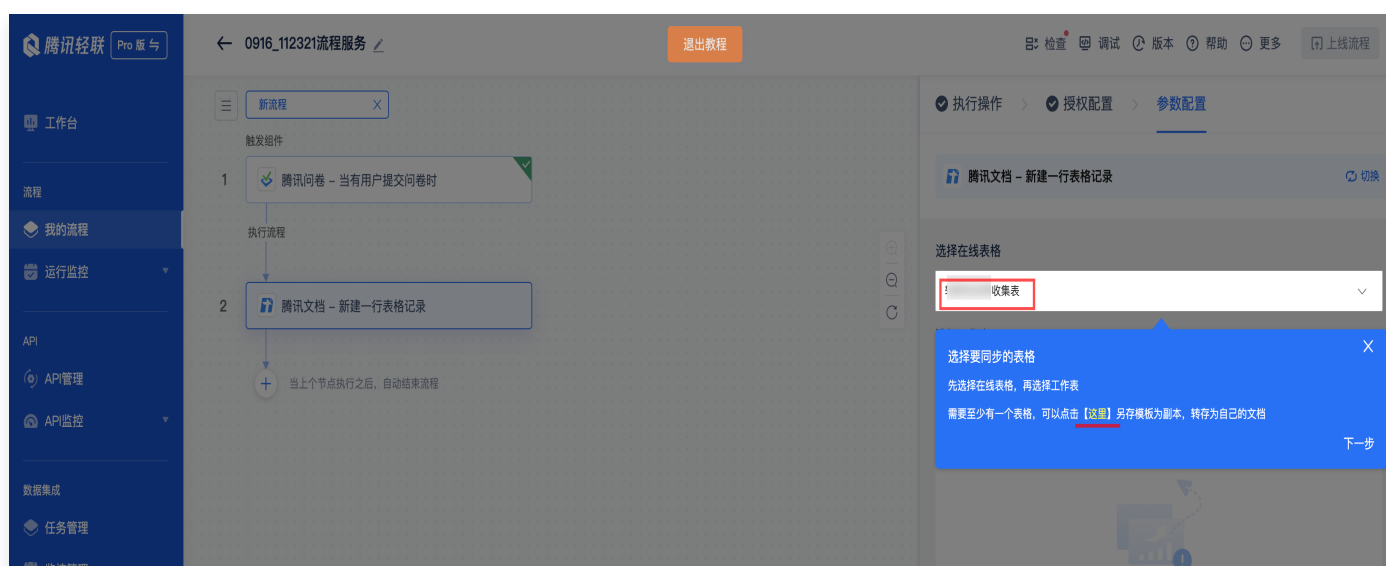 腾讯轻联 Pro 版
0916_112321流程服务
退出教程
检查 调试 版本 帮助 更多 上线流程
工作台
流程
我的流程
运行监控
API
API管理
API监控
数据集成
任务管理
新流程 X
触发组件
1 腾讯问卷 – 当有用户提交问卷时
执行流程
2 腾讯文档 – 新建一行表格记录
当上个节点执行之后，自动结束流程
执行操作 > 授权配置 > 参数配置
腾讯文档 – 新建一行表格记录 切换
选择在线表格
收集表
选择要同步的表格 X
先选择在线表格，再选择工作表
需要至少有一个表格，可以点击【这里】另存模板为副本，转存为自己的文档
下一步